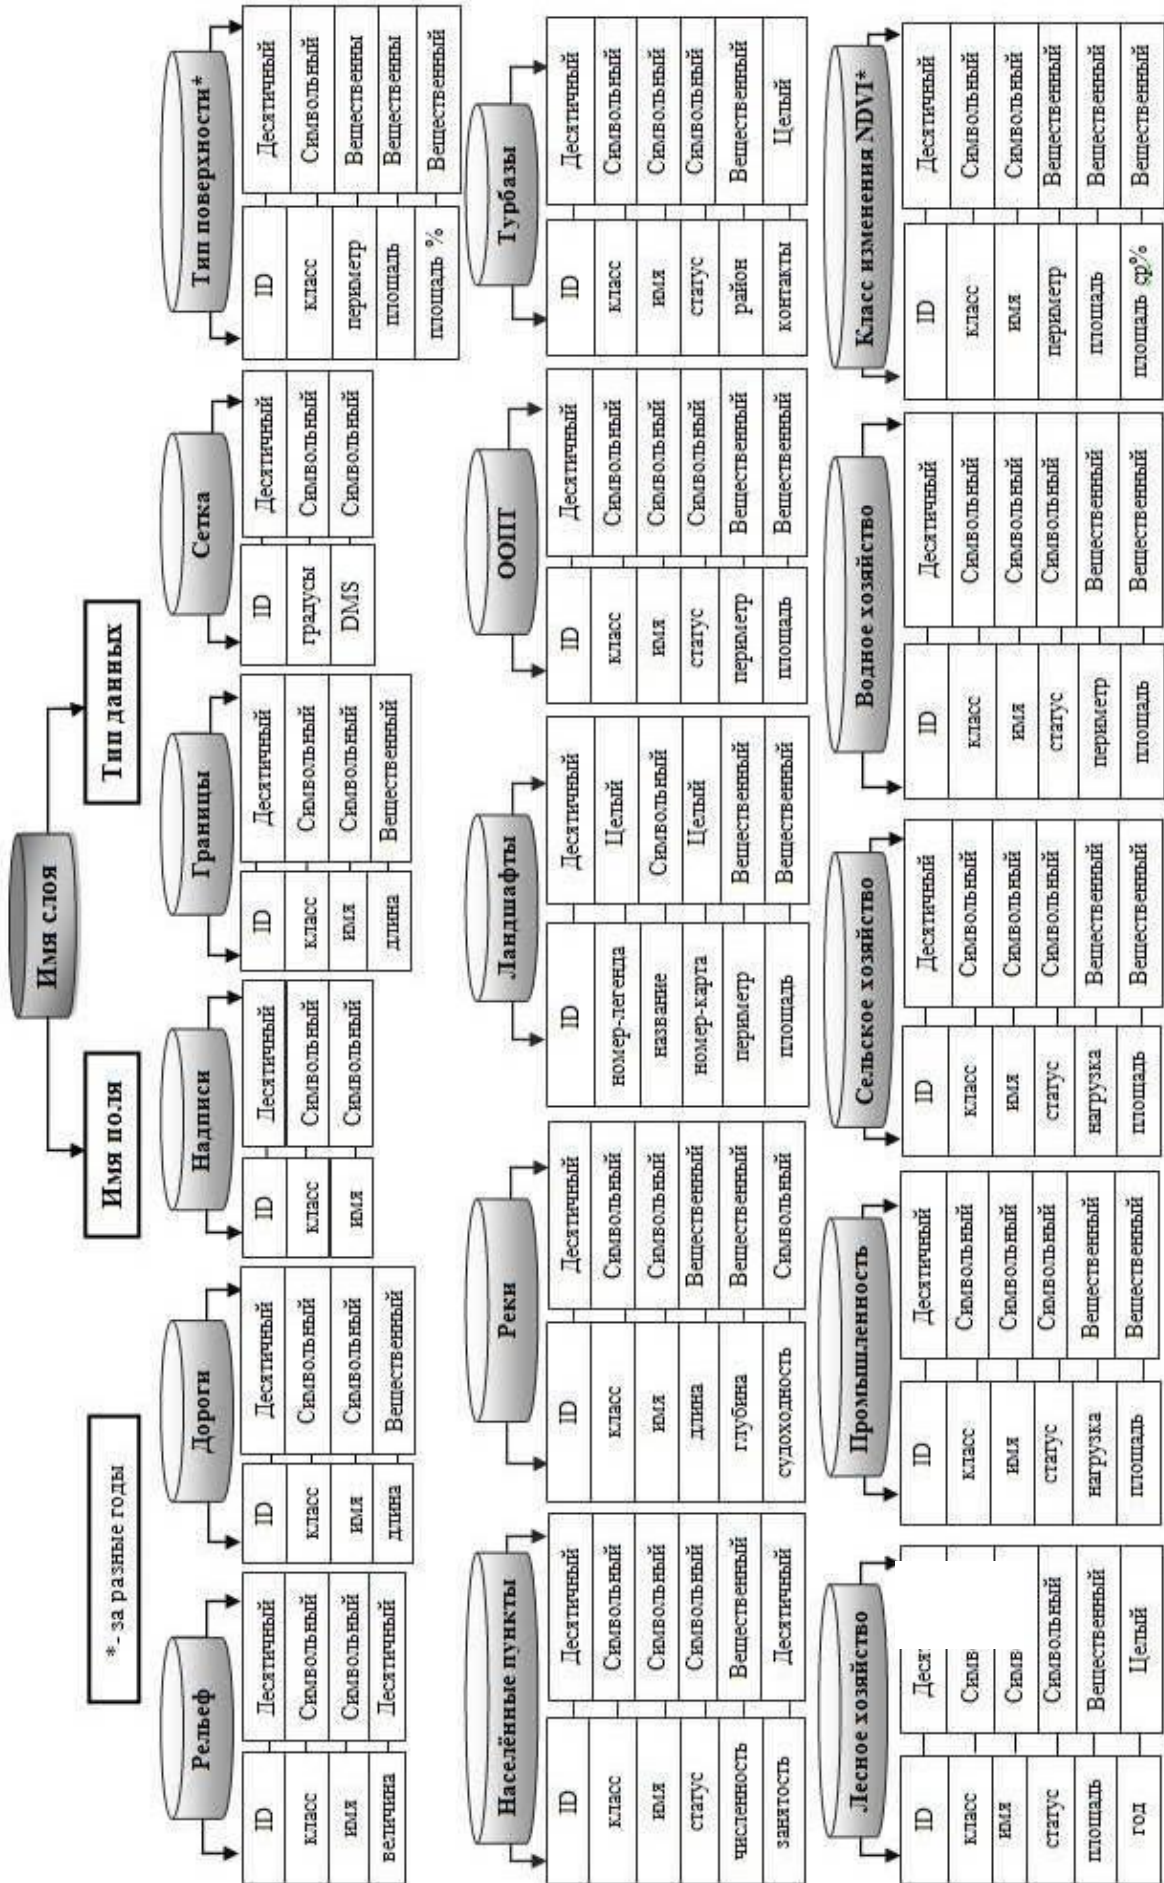 Имя слоя
* - за разные годы
Имя поля
Тип данных
Рельеф
ID Десятичный
класс Символьный
имя Символьный
величина Десятичный
Дороги
ID Десятичный
класс Символьный
имя Символьный
длина Вещественный
Надписи
ID Десятичный
класс Символьный
имя Символьный
Границы
ID Десятичный
класс Символьный
имя Символьный
длина Вещественный
Сетка
ID Десятичный
градусы Символьный
DMS Символьный
Тип поверхности*
ID Десятичный
класс Символьный
периметр Вещественны
площадь Вещественны
площадь % Вещественный
Населённые пункты
ID Десятичный
класс Символьный
имя Символьный
статус Символьный
численность Вещественный
занятость Десятичный
Реки
ID Десятичный
класс Символьный
имя Символьный
длина Вещественный
глубина Вещественный
судоходность Символьный
Ландшафты
ID Десятичный
номер-легенда Целый
название Символьный
номер-карта Целый
периметр Вещественный
площадь Вещественный
ООПТ
ID Десятичный
класс Символьный
имя Символьный
статус Символьный
периметр Вещественный
площадь Вещественный
Турбазы
ID Десятичный
класс Символьный
имя Символьный
статус Символьный
район Вещественный
контакты Целый
Лесное хозяйство
ID Деся
класс Симв
имя Симв
статус Символьный
площадь Вещественный
год Целый
Промышленность
ID Десятичный
класс Символьный
имя Символьный
статус Символьный
нагрузка Вещественный
площадь Вещественный
Сельское хозяйство
ID Десятичный
класс Символьный
имя Символьный
статус Символьный
нагрузка Вещественный
площадь Вещественный
Водное хозяйство
ID Десятичный
класс Символьный
имя Символьный
статус Символьный
периметр Вещественный
площадь Вещественный
Класс изменения NDVI*
ID Десятичный
класс Символьный
имя Символьный
периметр Вещественный
площадь Вещественный
площадь ср% Вещественный